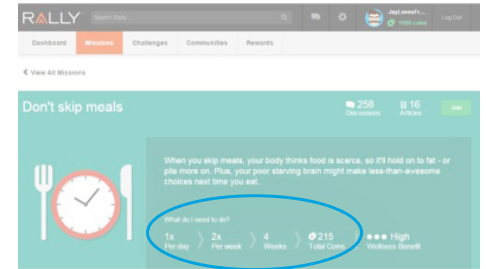 RALLY Search Rally...
JayLovesFr...
5900 coins
Log Out
Dashboard Missions Challenges Communities Rewards
View All Missions
Don't skip meals
258 Discussions
16 Articles
Join
When you skip meals, your body thinks food is scarce, so it'll hold on to fat - or
pile more on. Plus, your poor starving brain might make less-than-awesome
choices next time you eat.
What do I need to do?
1x 2x 4 215 High
Per day Per week Weeks Total Coins Wellness Benefit